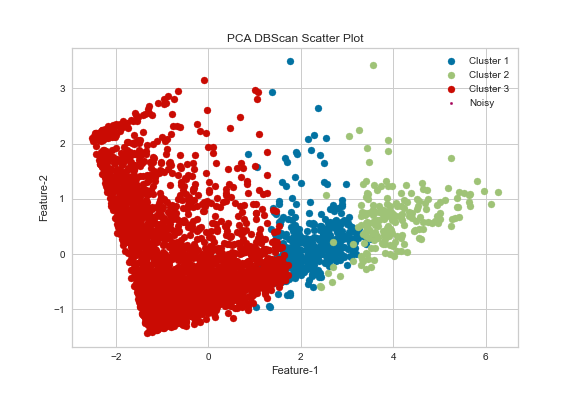 PCA DBScan Scatter Plot
Cluster 1
Cluster 2
Cluster 3
Noisy
3
2
1
0
−1
Feature-2
−2
0
2
4
6
Feature-1